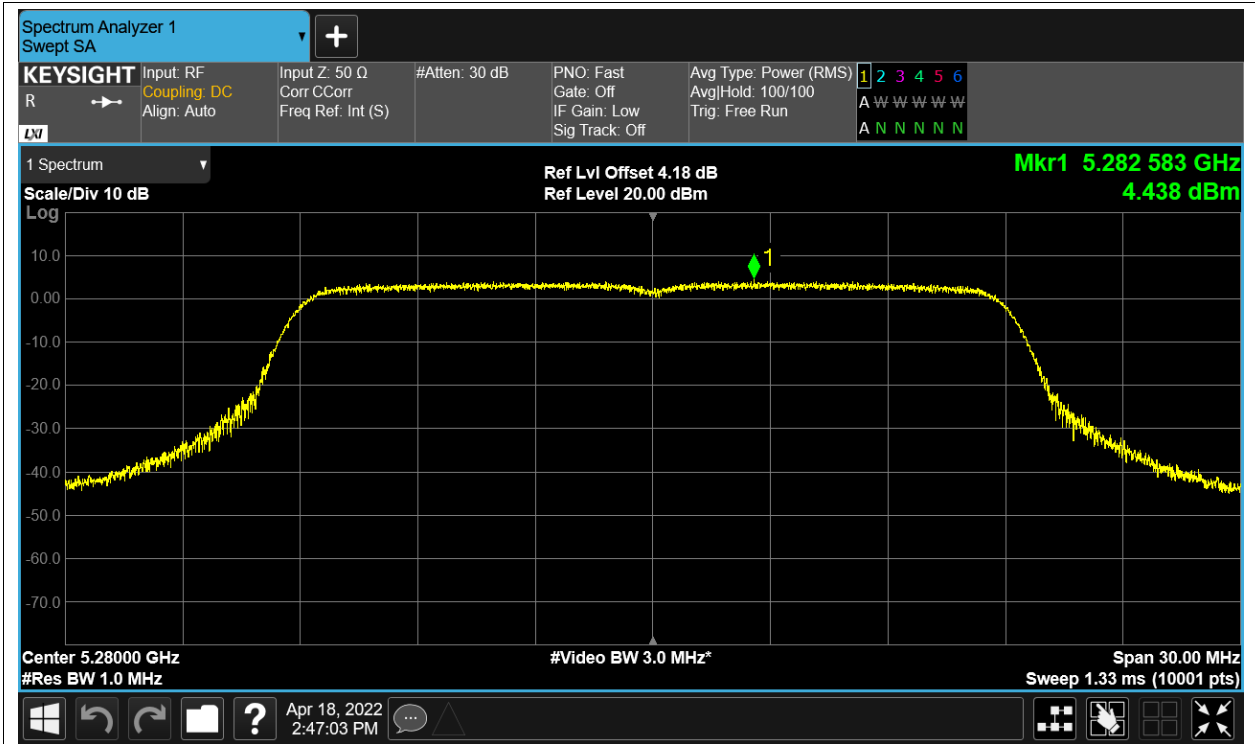 Spectrum Analyzer 1
Swept SA
KEYSIGHT
R
LXI
Input: RF
Coupling: DC
Align: Auto
Input Z: 50 Ω
Corr CCorr
Freq Ref: Int (S)
#Atten: 30 dB
PNO: Fast
Gate: Off
IF Gain: Low
Sig Track: Off
Avg Type: Power (RMS)
Avg|Hold: 100/100
Trig: Free Run
1 2 3 4 5 6
A W W W W W
A N N N N N
1 Spectrum
Scale/Div 10 dB
Log
Ref Lvl Offset 4.18 dB
Ref Level 20.00 dBm
Mkr1 5.282 583 GHz
4.438 dBm
1
10.0
0.00
-10.0
-20.0
-30.0
-40.0
-50.0
-60.0
-70.0
Center 5.28000 GHz
#Res BW 1.0 MHz
#Video BW 3.0 MHz*
Span 30.00 MHz
Sweep 1.33 ms (10001 pts)
?
Apr 18, 2022
2:47:03 PM